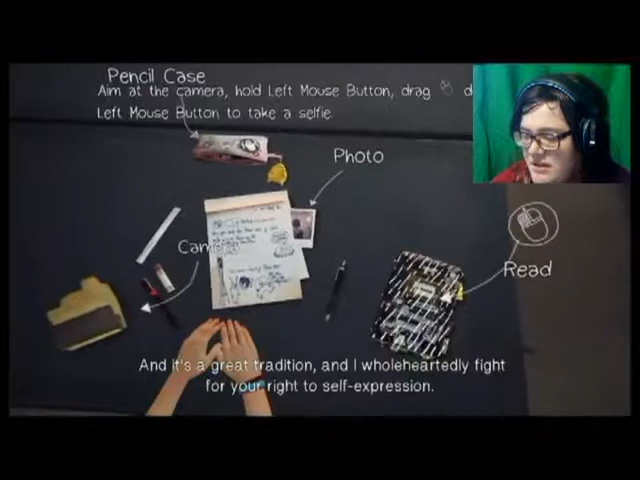 Pencil Case
Aim at the camera, hold Left Mouse Button, drag
Left Mouse Button to take a selfie.
Photo
Camera
Read
And it's a great tradition, and I wholeheartedly fight
for your right to self-expression.